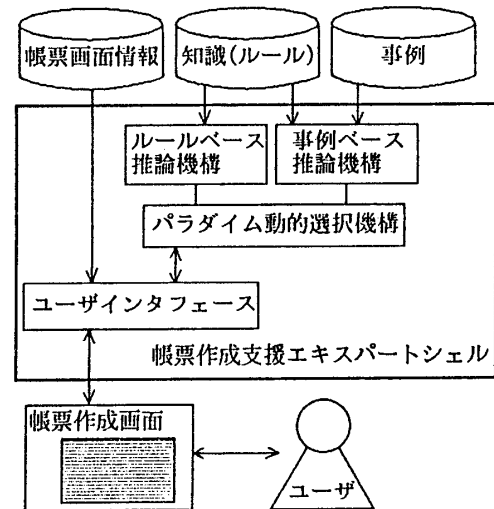 帳票画面情報
知識(ルール)
事例
ルールベース
推論機構
事例ベース
推論機構
パラダイム動的選択機構
ユーザインタフェース
帳票作成支援エキスパートシェル
帳票作成画面
ユーザ